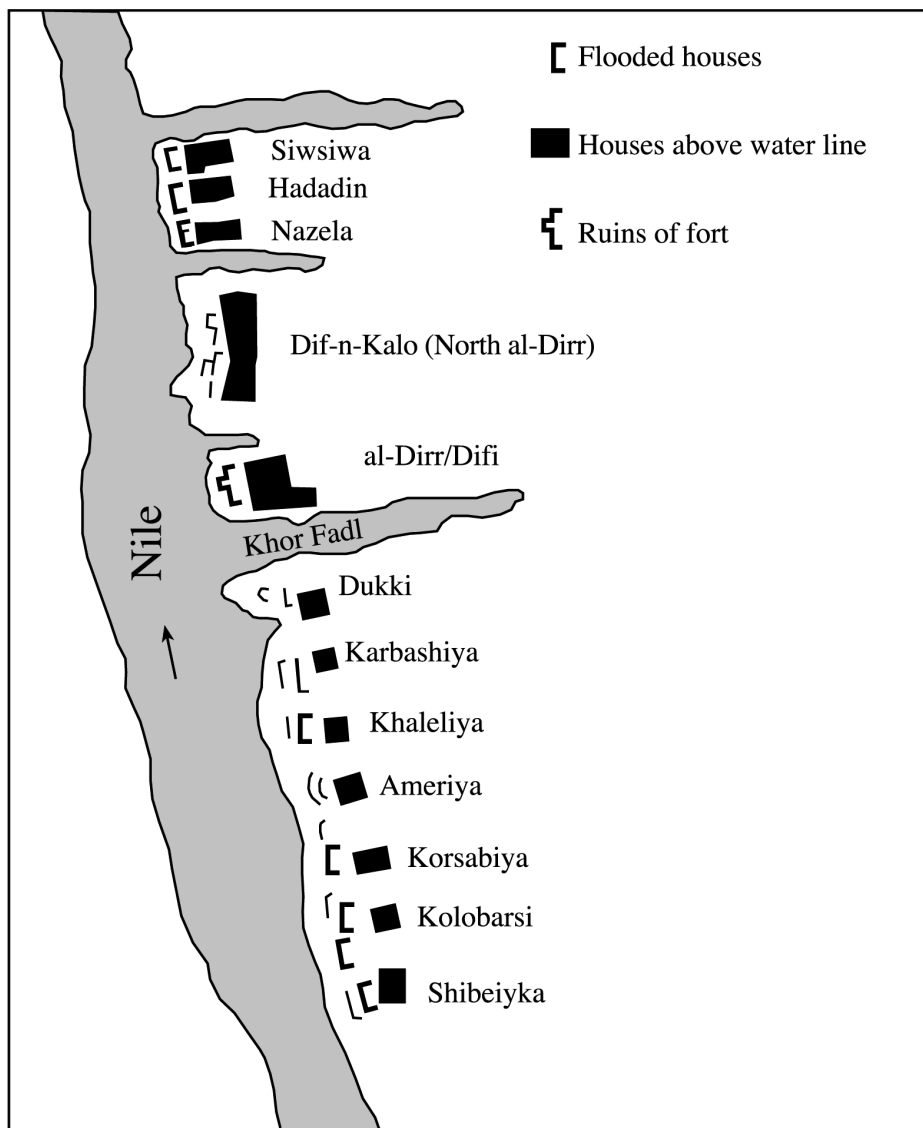 Flooded houses
Houses above water line
Ruins of fort
Siwsiwa
Hadadin
Nazela
Dif-n-Kalo (North al-Dirr)
al-Dirr/Difi
Khor Fadl
Nile
Dukki
Karbashiya
Khaleliya
Ameriya
Korsabiya
Kolobarsi
Shibeiyka